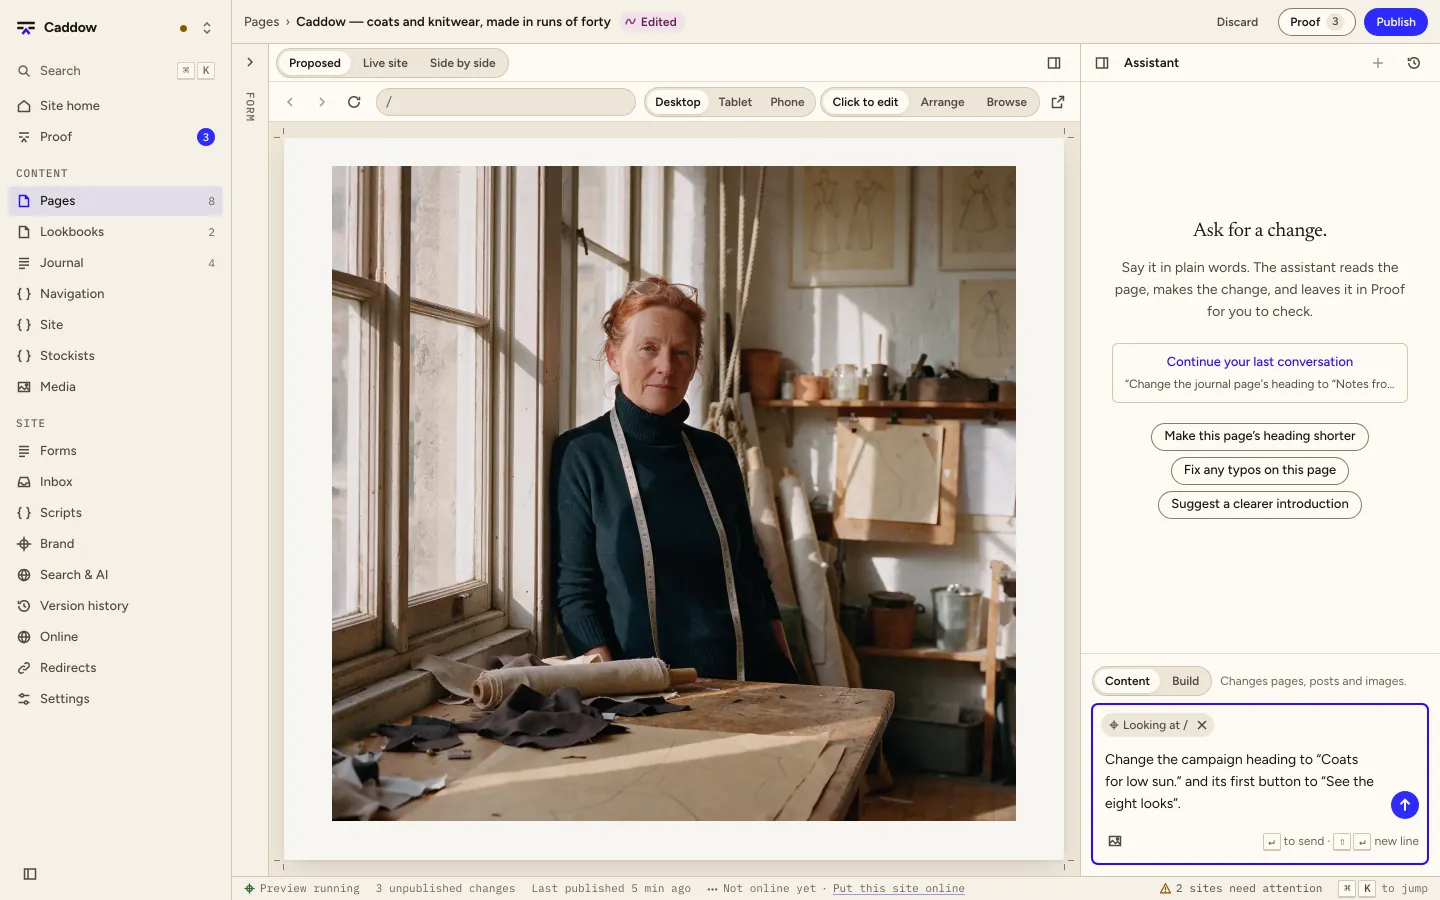 Caddow
Search
⌘ K
Site home
Proof
3
CONTENT
Pages
8
Lookbooks
2
Journal
4
Navigation
Site
Stockists
Media
SITE
Forms
Inbox
Scripts
Brand
Search & AI
Version history
Online
Redirects
Settings
Pages › Caddow — coats and knitwear, made in runs of forty
Edited
Discard
Proof 3
Publish
FORM
Proposed
Live site
Side by side
/
Desktop
Tablet
Phone
Click to edit
Arrange
Browse
Assistant
Ask for a change.
Say it in plain words. The assistant reads the
page, makes the change, and leaves it in Proof
for you to check.
Continue your last conversation
“Change the journal page's heading to “Notes fro…
Make this page’s heading shorter
Fix any typos on this page
Suggest a clearer introduction
Content
Build
Changes pages, posts and images.
Looking at /
Change the campaign heading to “Coats
for low sun.” and its first button to “See the
eight looks”.
↵ to send · ⇧ ↵ new line
Preview running
3 unpublished changes
Last published 5 min ago
Not online yet · Put this site online
2 sites need attention
⌘ K to jump